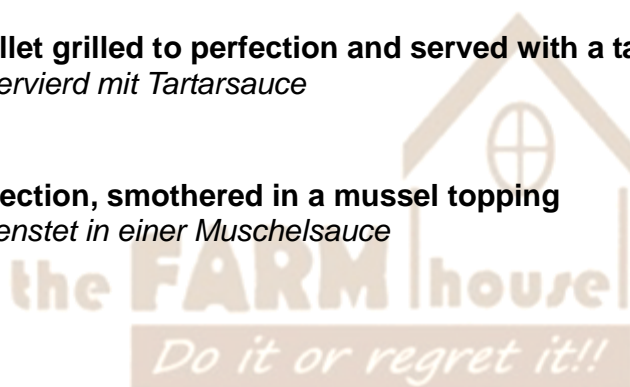 llet grilled to perfection and served with a ta
ervierd mit Tartarsauce
ection, smothered in a mussel topping
enstet in einer Muschelsauce
the FARM house
Do it or regret it!!